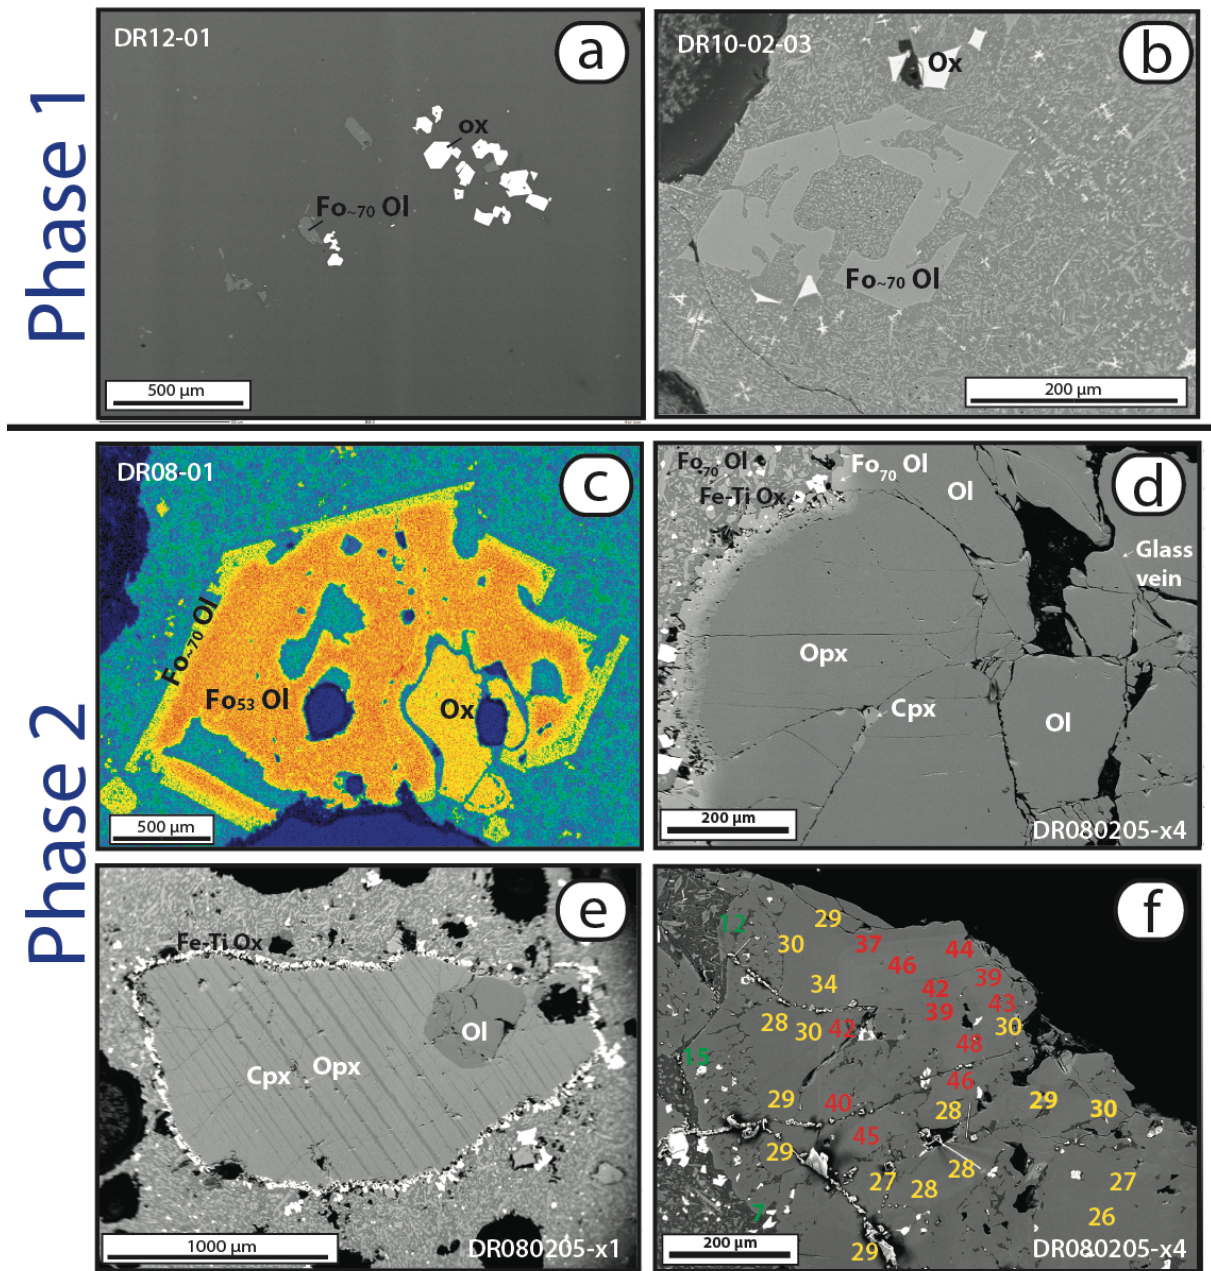 Phase 1
DR12-01
a
ox
Fo~70 Ol
500 µm
DR10-02-03
b
Ox
Fo~70 Ol
200 µm
Phase 2
DR08-01
c
Fo~70 Ol
Fo53 Ol
Ox
500 µm
d
Fo70 Ol
Fo70 Ol
Fe-Ti Ox
Ol
Glass
vein
Opx
Cpx
Ol
200 µm
DR080205-x4
e
Fe-Ti Ox
Ol
Cpx
Opx
1000 µm
DR080205-x1
f
12
29
30
37
44
46
39
34
42
43
39
28
30
42
30
48
15
46
29
40
28
29
30
45
29
28
27
28
27
7
26
29
200 µm
DR080205-x4